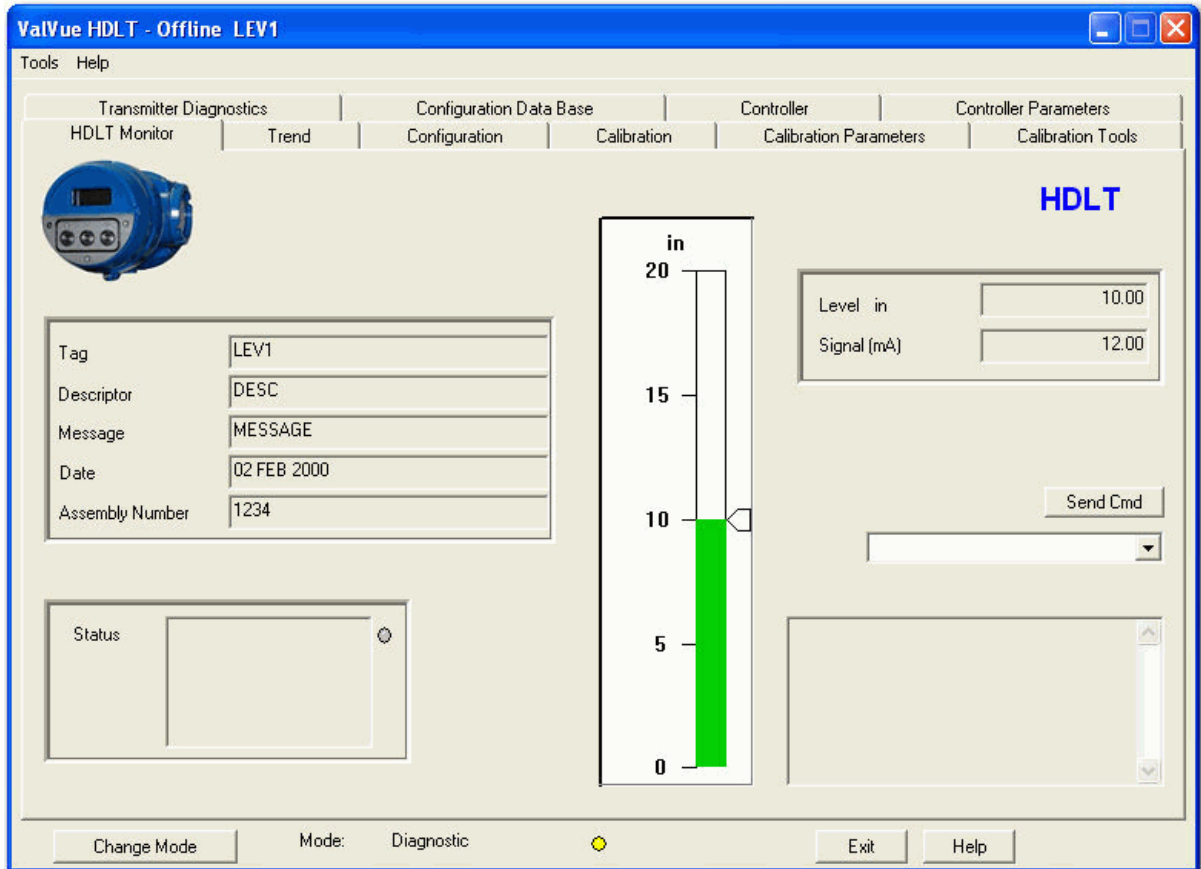 ValVue HDLT - Offline LEV1
Tools Help
Transmitter Diagnostics Configuration Data Base Controller Controller Parameters
HDLT Monitor Trend Configuration Calibration Calibration Parameters Calibration Tools
HDLT
in
20
15
10
5
0
Level in 10.00
Signal (mA) 12.00
Tag LEV1
Descriptor DESC
Message MESSAGE
Date 02 FEB 2000
Assembly Number 1234
Send Cmd
Status
Change Mode Mode: Diagnostic Exit Help